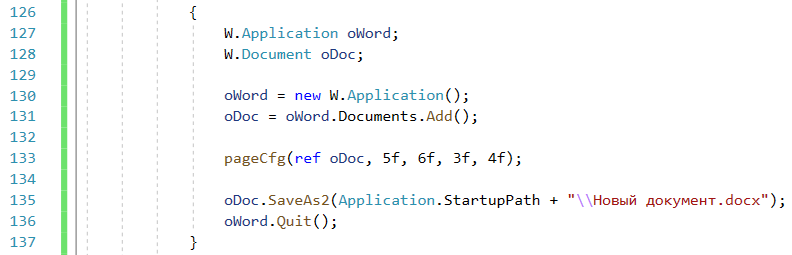 126 {
127 W.Application oWord;
128 W.Document oDoc;
129
130 oWord = new W.Application();
131 oDoc = oWord.Documents.Add();
132
133 pageCfg(ref oDoc, 5f, 6f, 3f, 4f);
134
135 oDoc.SaveAs2(Application.StartupPath + "\\Новый документ.docx");
136 oWord.Quit();
137 }